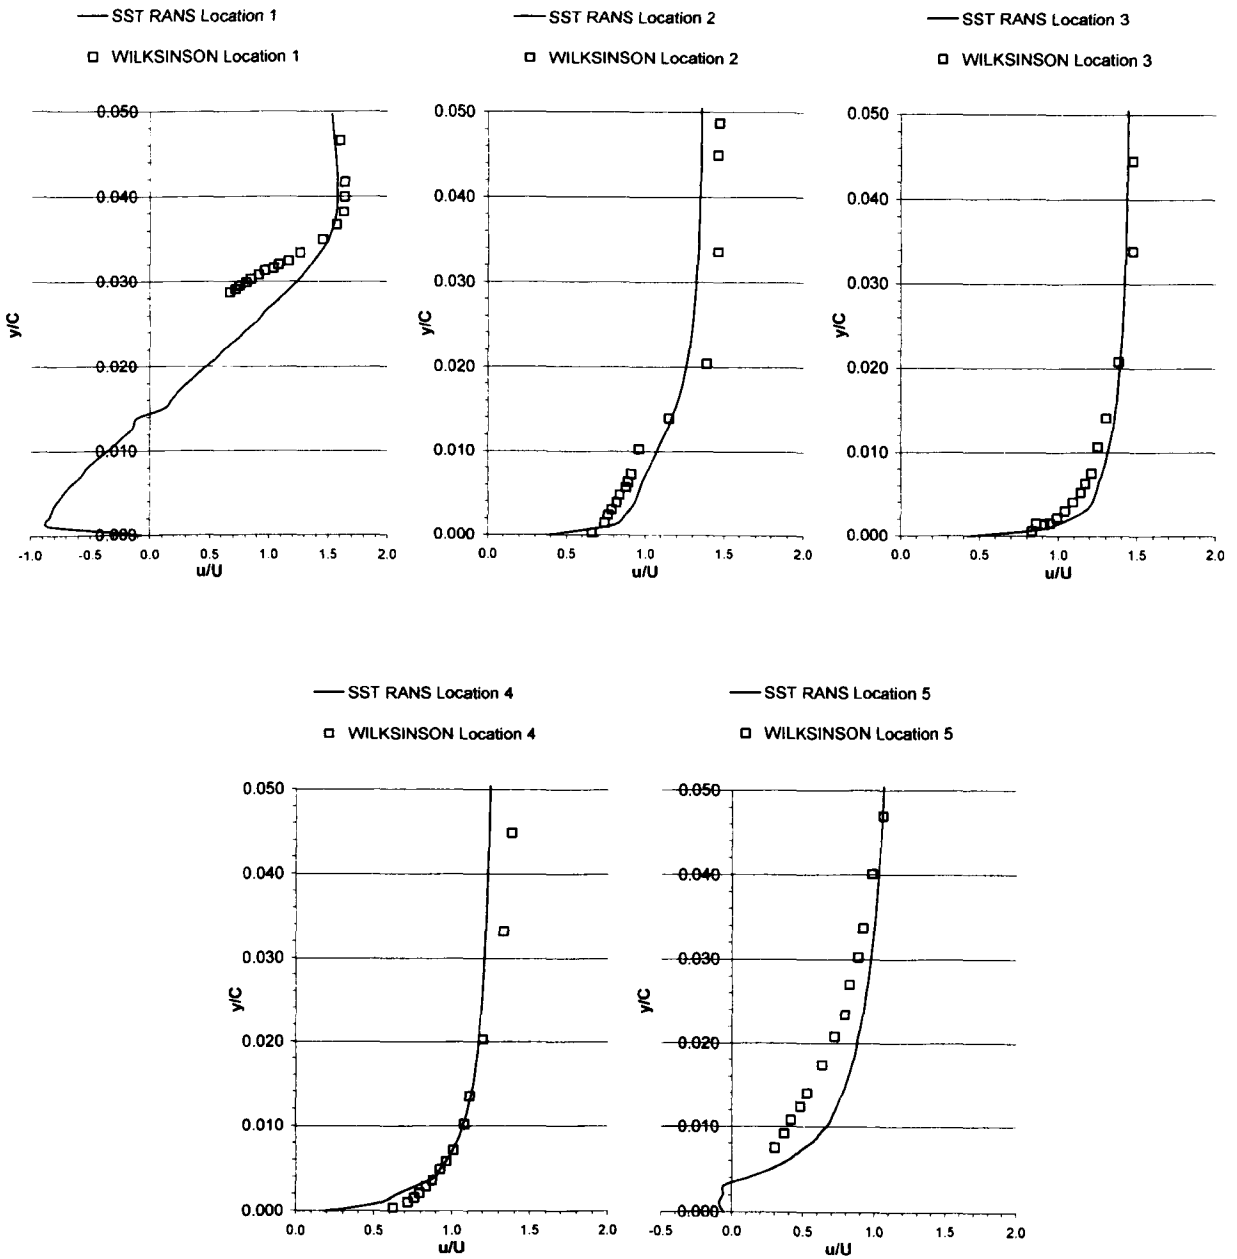 SST RANS Location 1
WILKSINSON Location 1
SST RANS Location 2
WILKSINSON Location 2
SST RANS Location 3
WILKSINSON Location 3
0.050
0.040
0.030
0.020
0.010
0.000
y/C
-1.0 -0.5 0.0 0.5 1.0 1.5 2.0
u/U
0.050
0.040
0.030
0.020
0.010
0.000
y/C
0.0 0.5 1.0 1.5 2.0
u/U
0.050
0.040
0.030
0.020
0.010
0.000
y/C
0.0 0.5 1.0 1.5 2.0
u/U
SST RANS Location 4
WILKSINSON Location 4
SST RANS Location 5
WILKSINSON Location 5
0.050
0.040
0.030
0.020
0.010
0.000
y/C
0.0 0.5 1.0 1.5 2.0
u/U
0.050
0.040
0.030
0.020
0.010
0.000
y/C
-0.5 0.0 0.5 1.0 1.5 2.0
u/U